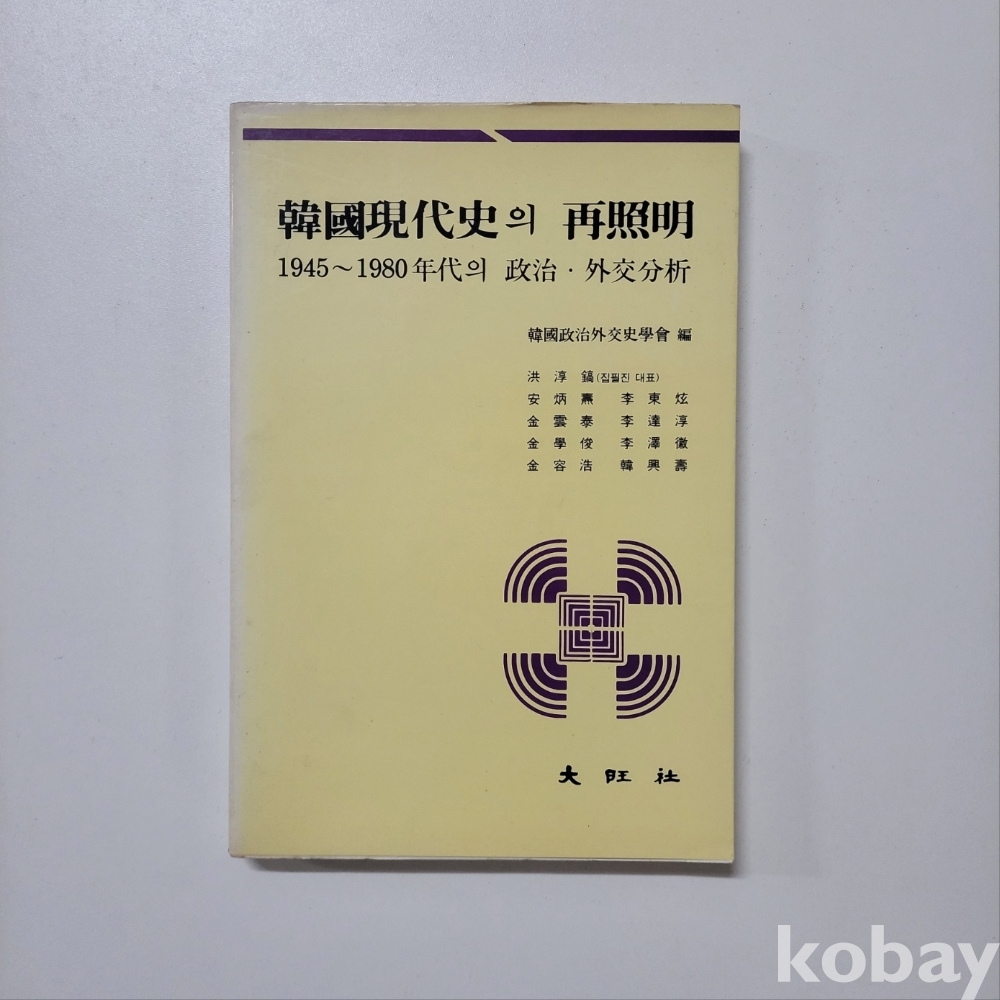 韓國現代史의 再照明
1945~1980年代의 政治·外交分析
韓國政治外交史學會 編
洪淳鎬(집필진 대표)
安炳熏 李東炫
金雲泰 李達淳
金學俊 李澤徽
金容浩 韓興壽
大旺社
kobay